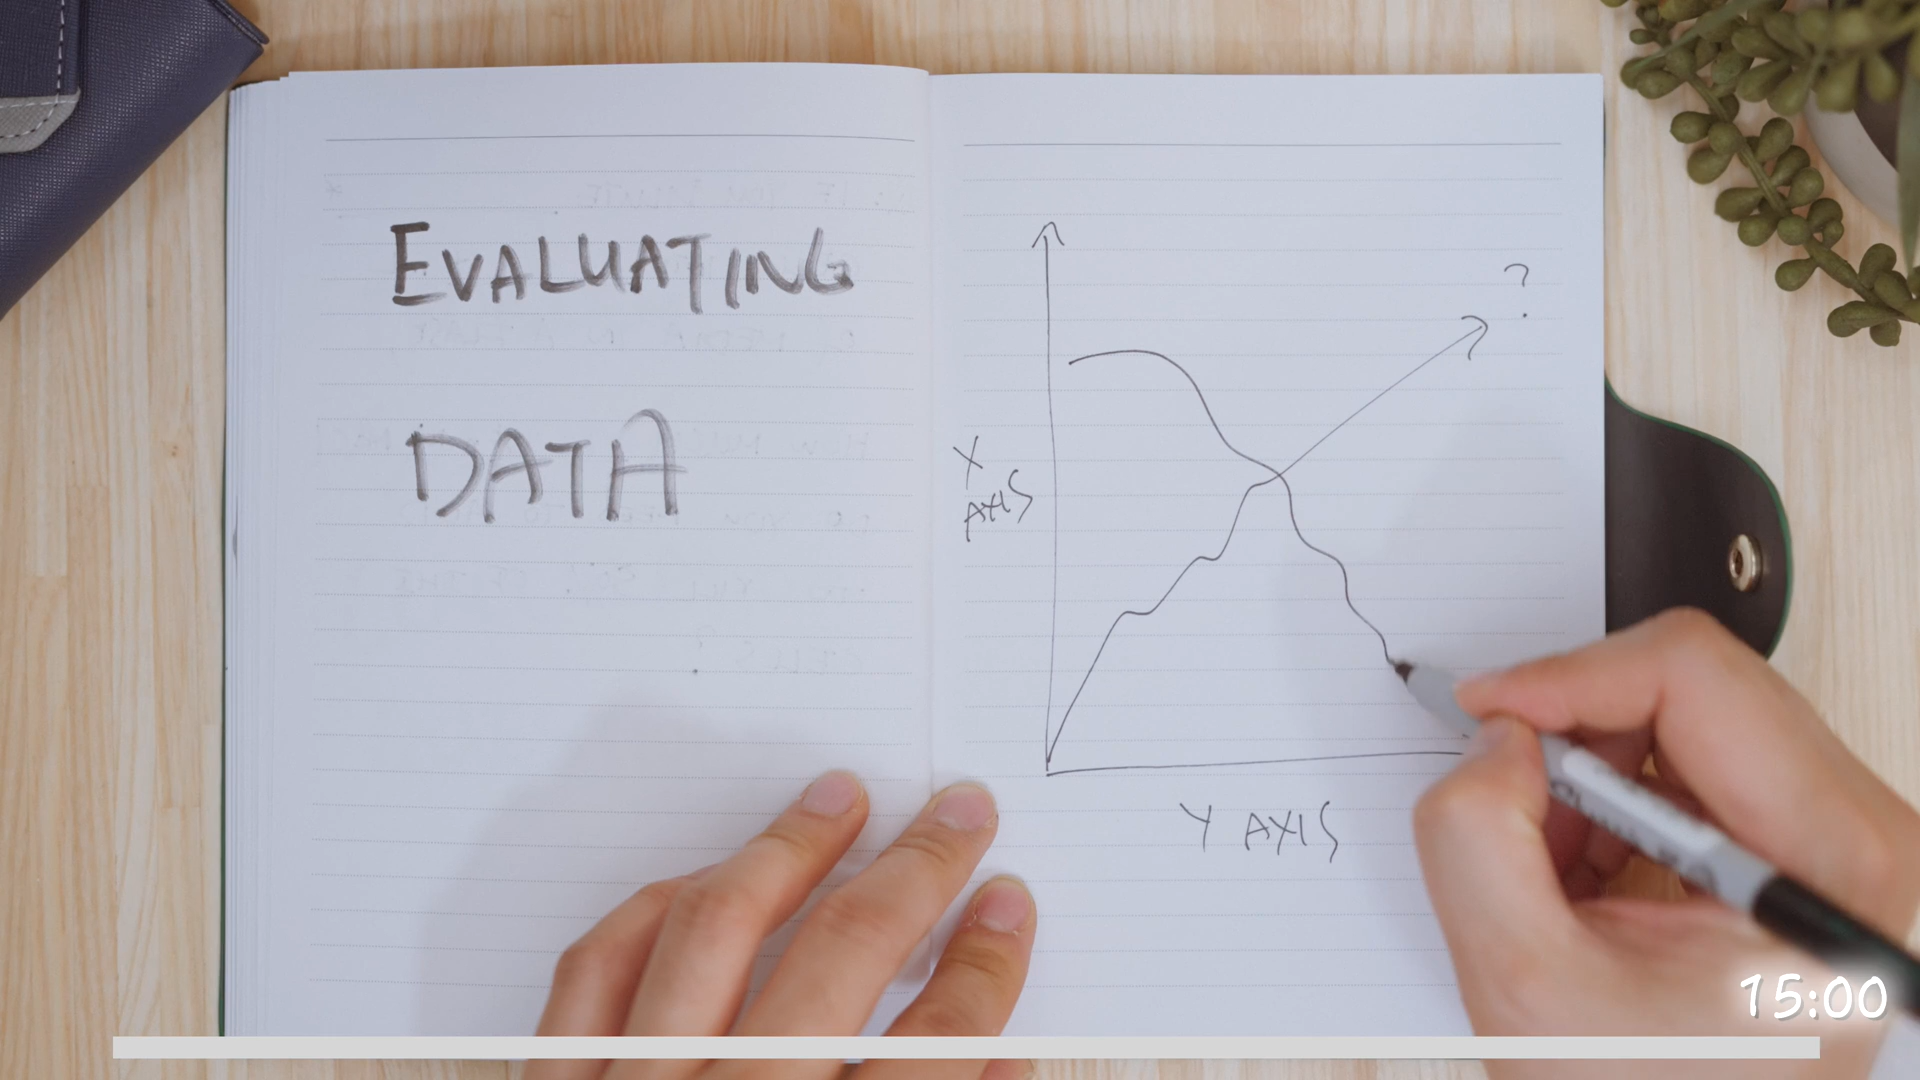 EVALUATING
DATA
?
X
AXIS
Y AXIS
15:00